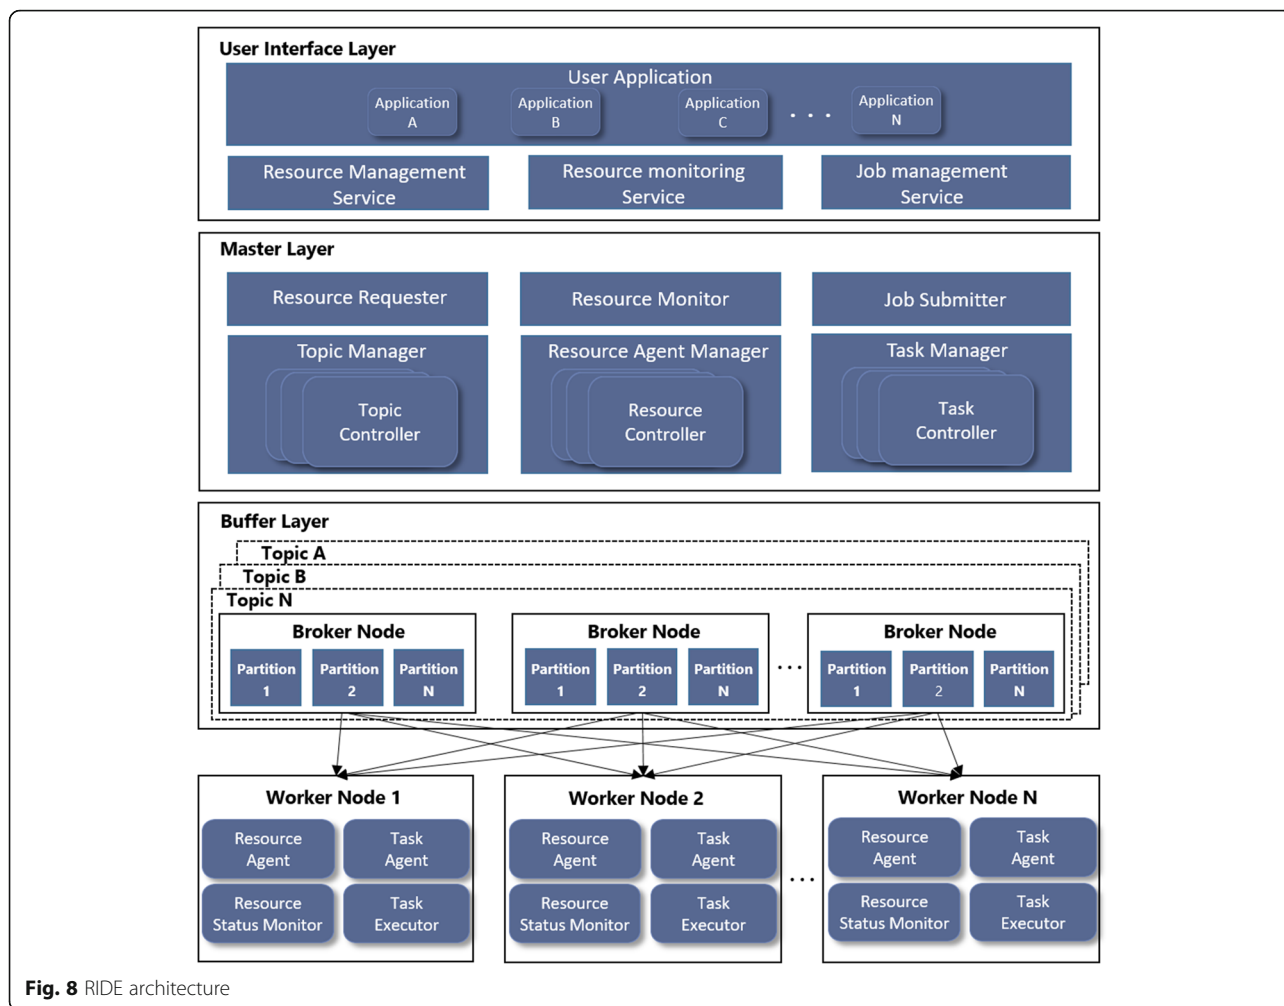 User Interface Layer
User Application
Application
A
Application
B
Application
C
. . .
Application
N
Resource Management
Service
Resource monitoring
Service
Job management
Service
Master Layer
Resource Requester
Resource Monitor
Job Submitter
Topic Manager
Topic
Controller
Resource Agent Manager
Resource
Controller
Task Manager
Task
Controller
Buffer Layer
Topic A
Topic B
Topic N
Broker Node
Partition
1
Partition
2
Partition
N
Broker Node
Partition
1
Partition
2
Partition
N
...
Broker Node
Partition
1
Partition
2
Partition
N
Worker Node 1
Resource
Agent
Task
Agent
Resource
Status Monitor
Task
Executor
Worker Node 2
Resource
Agent
Task
Agent
Resource
Status Monitor
Task
Executor
...
Worker Node N
Resource
Agent
Task
Agent
Resource
Status Monitor
Task
Executor
Fig. 8 RIDE architecture